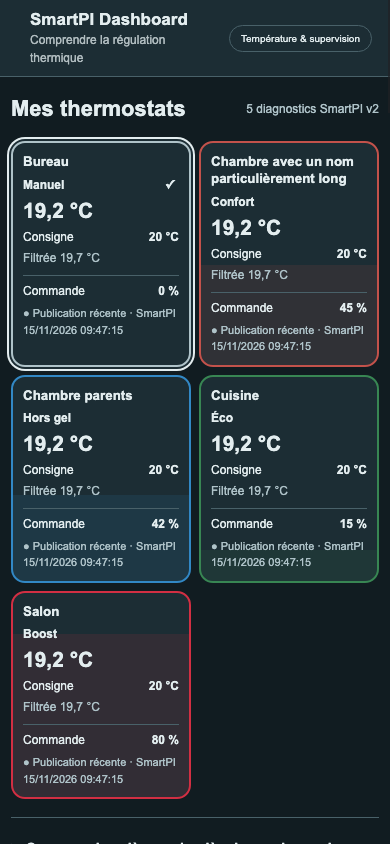 SmartPI Dashboard
Comprendre la régulation
thermique
Température & supervision
Mes thermostats
5 diagnostics SmartPI v2
Bureau
Manuel ✓
19,2 °C
Consigne 20 °C
Filtrée 19,7 °C
Commande 0 %
● Publication récente · SmartPI
15/11/2026 09:47:15
Chambre avec un nom
particulièrement long
Confort
19,2 °C
Consigne 20 °C
Filtrée 19,7 °C
Commande 45 %
● Publication récente · SmartPI
15/11/2026 09:47:15
Chambre parents
Hors gel
19,2 °C
Consigne 20 °C
Filtrée 19,7 °C
Commande 42 %
● Publication récente · SmartPI
15/11/2026 09:47:15
Cuisine
Éco
19,2 °C
Consigne 20 °C
Filtrée 19,7 °C
Commande 15 %
● Publication récente · SmartPI
15/11/2026 09:47:15
Salon
Boost
19,2 °C
Consigne 20 °C
Filtrée 19,7 °C
Commande 80 %
● Publication récente · SmartPI
15/11/2026 09:47:15